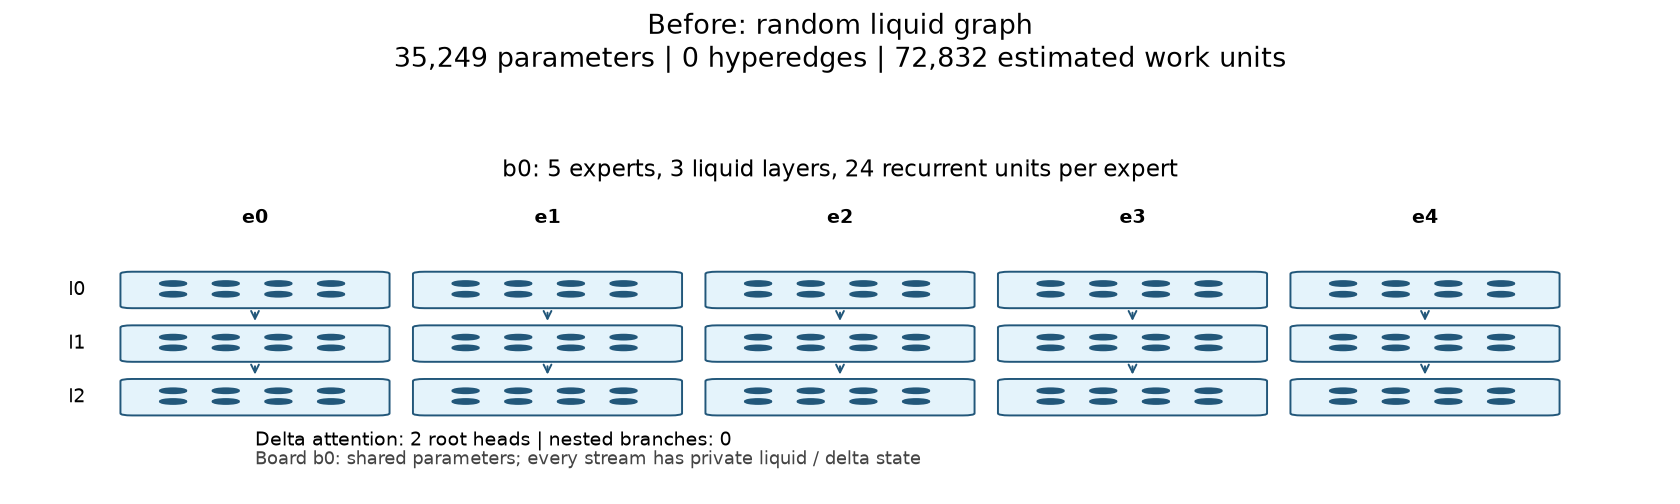 Before: random liquid graph
35,249 parameters | 0 hyperedges | 72,832 estimated work units
b0: 5 experts, 3 liquid layers, 24 recurrent units per expert
e0 e1 e2 e3 e4
l0
l1
l2
Delta attention: 2 root heads | nested branches: 0
Board b0: shared parameters; every stream has private liquid / delta state